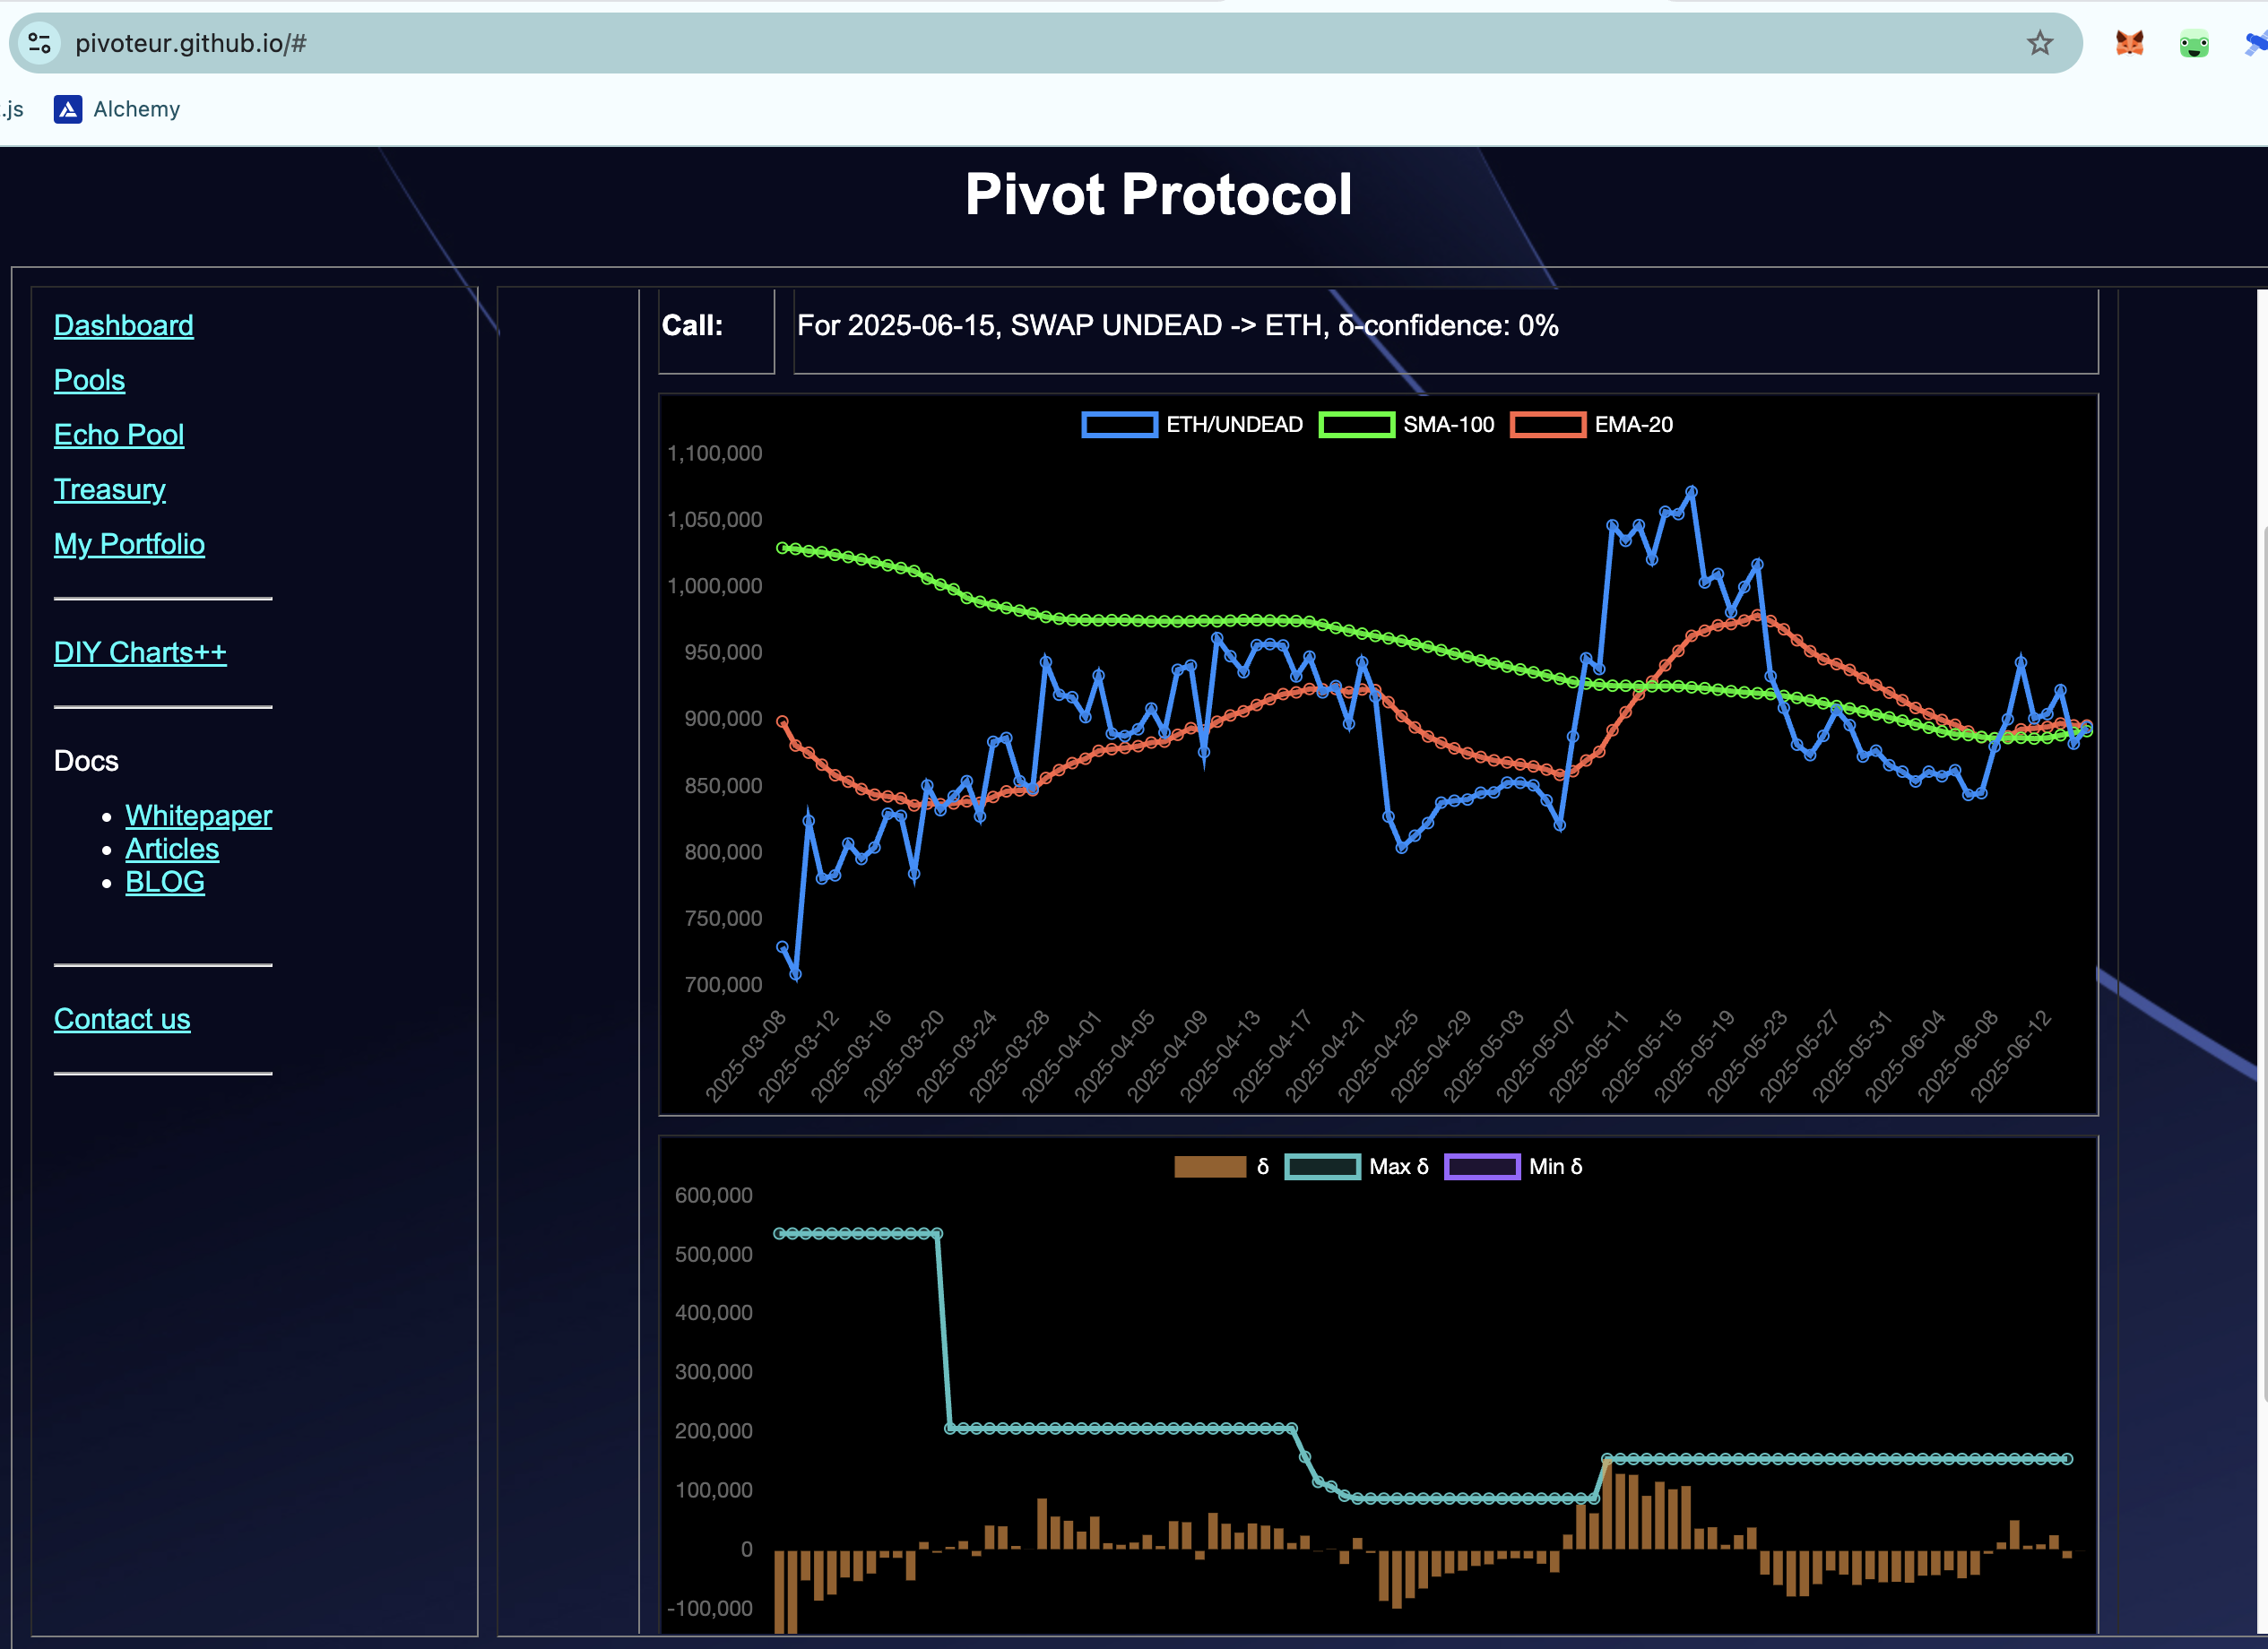 pivoteur.github.io/#
.js
Alchemy
Pivot Protocol
Dashboard
Pools
Echo Pool
Treasury
My Portfolio
DIY Charts++
Docs
Whitepaper
Articles
BLOG
Contact us
Call:
For 2025-06-15, SWAP UNDEAD -> ETH, δ-confidence: 0%
ETH/UNDEAD SMA-100 EMA-20
1,100,000
1,050,000
1,000,000
950,000
900,000
850,000
800,000
750,000
700,000
2025-03-08
2025-03-12
2025-03-16
2025-03-20
2025-03-24
2025-03-28
2025-04-01
2025-04-05
2025-04-09
2025-04-13
2025-04-17
2025-04-21
2025-04-25
2025-04-29
2025-05-03
2025-05-07
2025-05-11
2025-05-15
2025-05-19
2025-05-23
2025-05-27
2025-05-31
2025-06-04
2025-06-08
2025-06-12
δ Max δ Min δ
600,000
500,000
400,000
300,000
200,000
100,000
0
-100,000